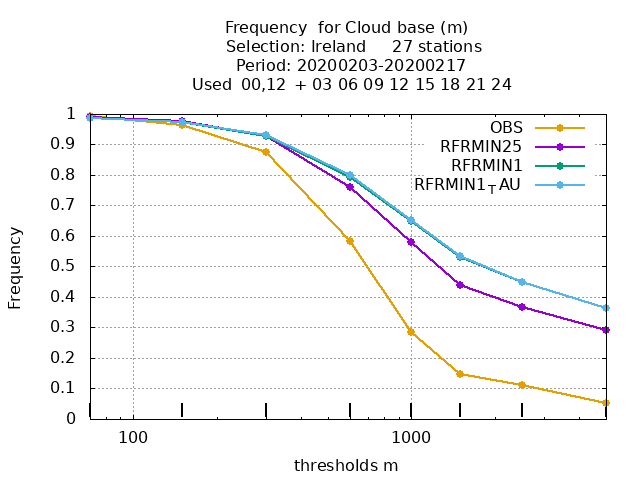 Frequency  for Cloud base (m)
Selection: Ireland     27 stations
Period: 20200203-20200217
Used  00,12  + 03 06 09 12 15 18 21 24
OBS
RFRMIN25
RFRMIN1
RFRMIN1_TAU
1
0.9
0.8
0.7
0.6
0.5
0.4
0.3
0.2
0.1
0
Frequency
100
1000
thresholds m